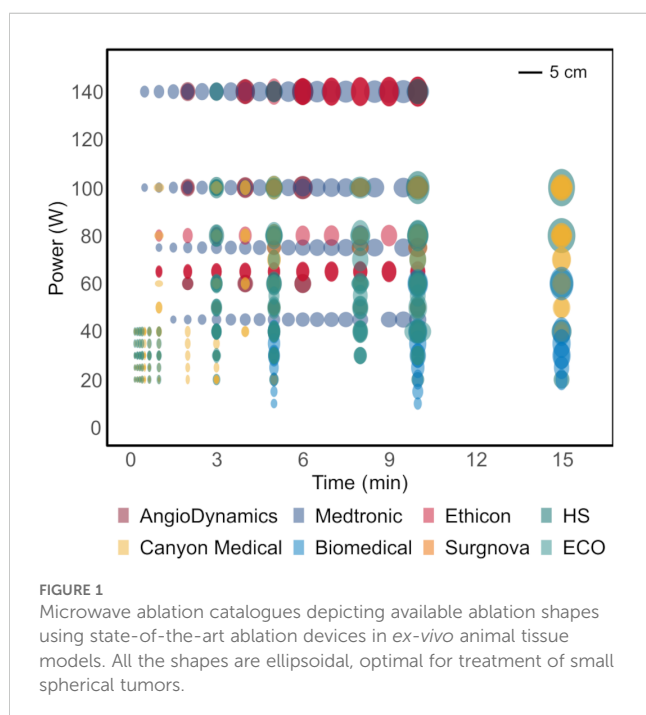 5 cm
140
120
100
80
60
40
20
0
Power (W)
0 3 6 9 12 15
Time (min)
AngioDynamics Medtronic Ethicon HS
Canyon Medical Biomedical Surgnova ECO
FIGURE 1
Microwave ablation catalogues depicting available ablation shapes
using state-of-the-art ablation devices in ex-vivo animal tissue
models. All the shapes are ellipsoidal, optimal for treatment of small
spherical tumors.